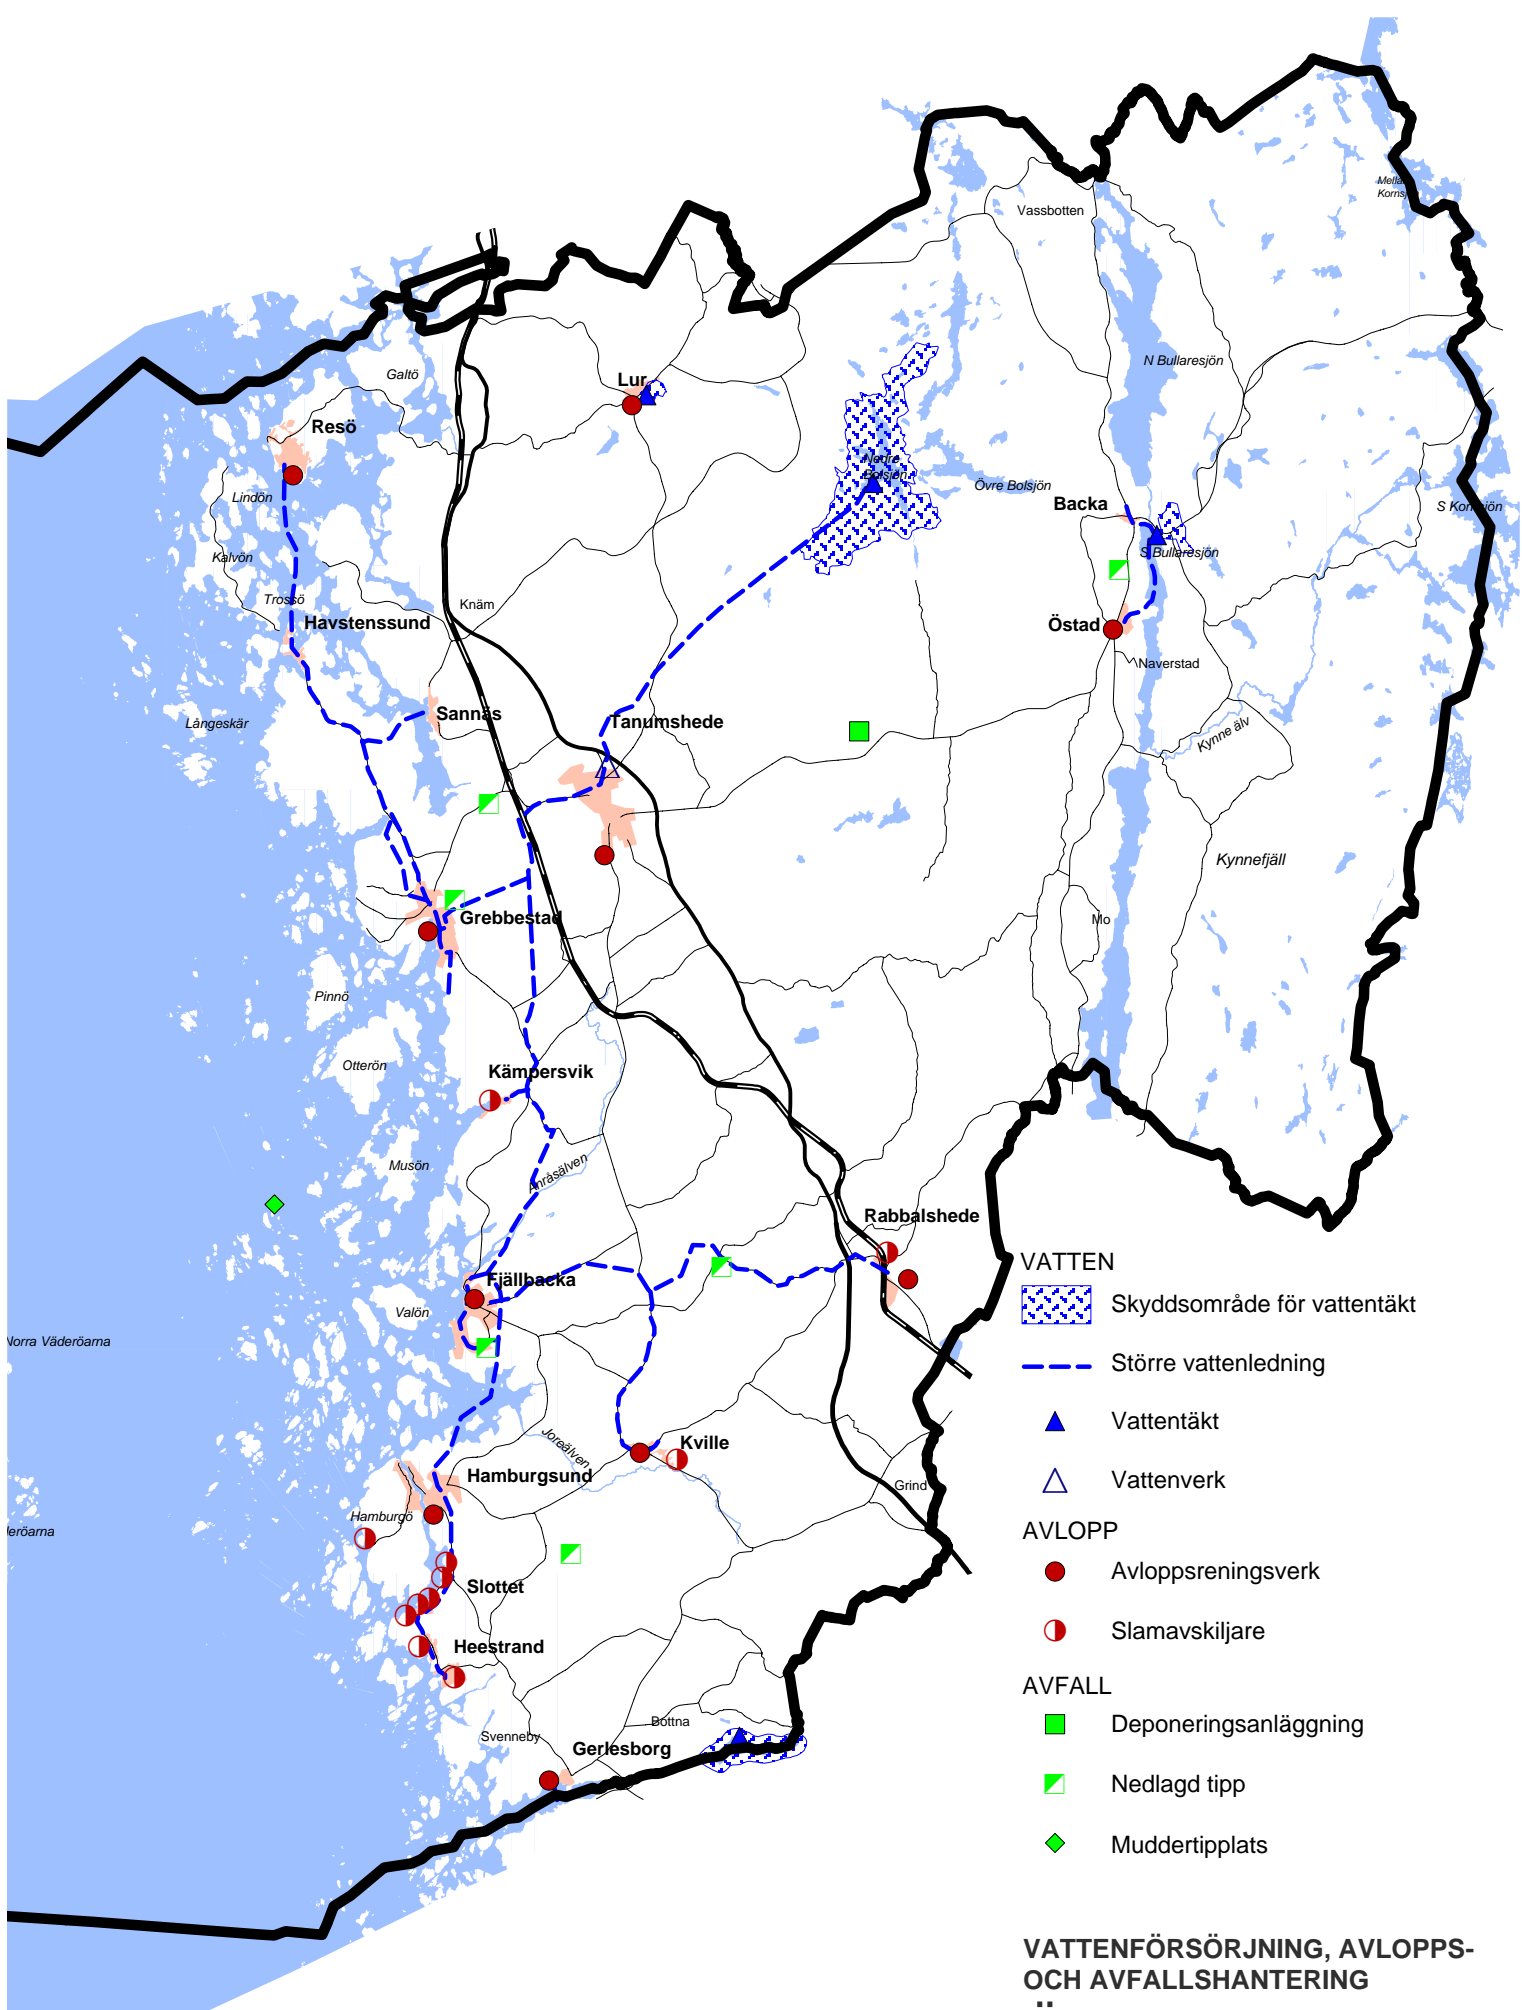 Vassbotten
N Bullaresjön
Galtö
Lur
Resö
Nedre
Bolsjön
Övre Bolsjön
Lindön
Backa
S Kornsjön
S Bullaresjön
Kalvön
Trossö
Knäm
Havstenssund
Östad
Naverstad
Långeskär
Sannäs
Tanumshede
Kynne älv
Kynnefjäll
Grebbestad
Mo
Pinnö
Otterön
Kämpersvik
Musön
Anråsälven
Rabbalshede
Fjällbacka
Valön
Norra Väderöarna
Joreälven
Kville
Hamburgsund
Grind
Hamburgö
Slottet
Heestrand
Svenneby
Bottna
Gerlesborg
VATTEN
Skyddsområde för vattentäkt
Större vattenledning
Vattentäkt
Vattenverk
AVLOPP
Avloppsreningsverk
Slamavskiljare
AVFALL
Deponeringsanläggning
Nedlagd tipp
Muddertipplats
VATTENFÖRSÖRJNING, AVLOPPS-
OCH AVFALLSHANTERING